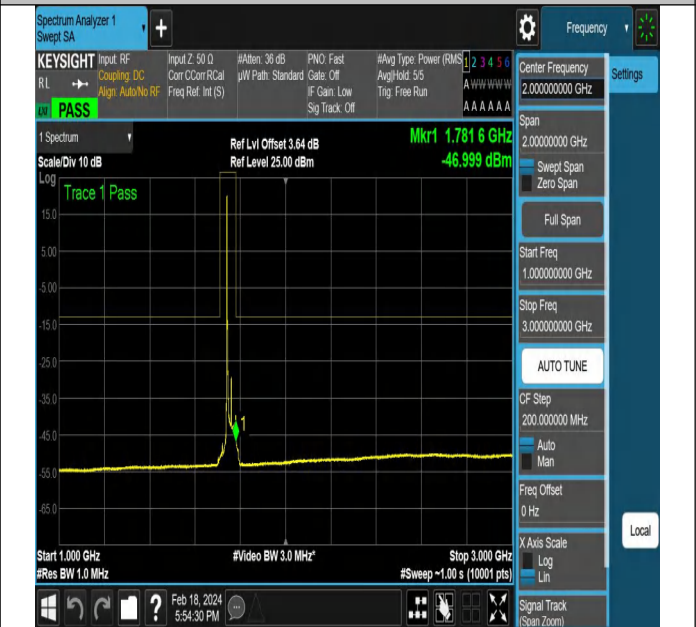 Spectrum Analyzer 1
Swept SA
+
Frequency
KEYSIGHT
RL
PASS
Input: RF
Coupling: DC
Align: Auto/No RF
Input Z: 50 Ω
Corr CCorr RCal
Freq Ref: Int (S)
#Atten: 36 dB
µW Path: Standard
PNO: Fast
Gate: Off
IF Gain: Low
Sig Track: Off
#Avg Type: Power (RMS
Avg|Hold: 5/5
Trig: Free Run
1 2 3 4 5 6
A W W W W W
A A A A A A
1 Spectrum
Scale/Div 10 dB
Log
Ref Lvl Offset 3.64 dB
Ref Level 25.00 dBm
Mkr1 1.781 6 GHz
-46.999 dBm
Trace 1 Pass
15.0
5.00
-5.00
-15.0
-25.0
-35.0
-45.0
-55.0
-65.0
1
Start 1.000 GHz
#Res BW 1.0 MHz
#Video BW 3.0 MHz*
Stop 3.000 GHz
#Sweep ~1.00 s (10001 pts)
?
Feb 18, 2024
5:54:30 PM
Center Frequency
2.000000000 GHz
Settings
Span
2.00000000 GHz
Swept Span
Zero Span
Full Span
Start Freq
1.000000000 GHz
Stop Freq
3.000000000 GHz
AUTO TUNE
CF Step
200.000000 MHz
Auto
Man
Freq Offset
0 Hz
Local
X Axis Scale
Log
Lin
Signal Track
(Span Zoom)